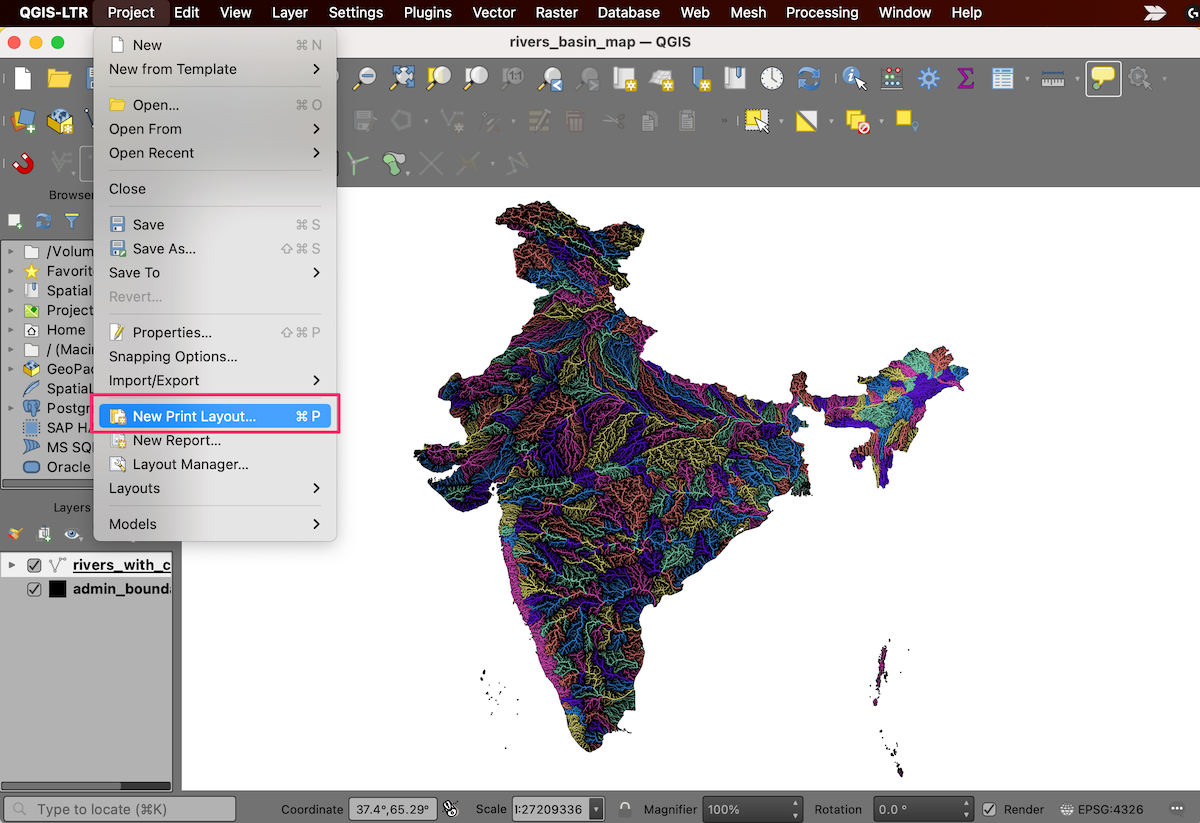 QGIS-LTR Project Edit View Layer Settings Plugins Vector Raster Database Web Mesh Processing Window Help
rivers_basin_map — QGIS
New ⌘ N
New from Template
Open... ⌘ O
Open From
Open Recent
Close
Save ⌘ S
Save As... ⇧⌘ S
Save To
Revert...
Properties... ⇧⌘ P
Snapping Options...
Import/Export
New Print Layout... ⌘ P
New Report...
Layout Manager...
Layouts
Models
Browser
/Volum
Favorit
Spatial
Project
Home
/ (Macin
GeoPac
Spatial
Postgr
SAP H
MS SQ
Oracle
Layers
rivers_with_c
admin_bounda
Type to locate (⌘K) Coordinate 37.4°,65.29° Scale 1:27209336 Magnifier 100% Rotation 0.0 ° Render EPSG:4326